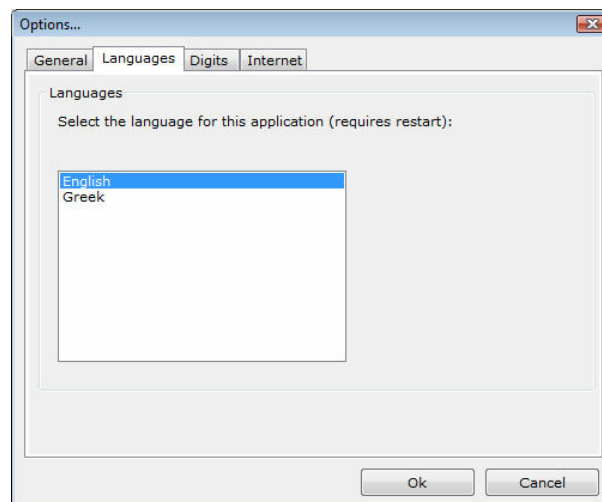 Options...
General Languages Digits Internet
Languages
Select the language for this application (requires restart):
English
Greek
Ok Cancel